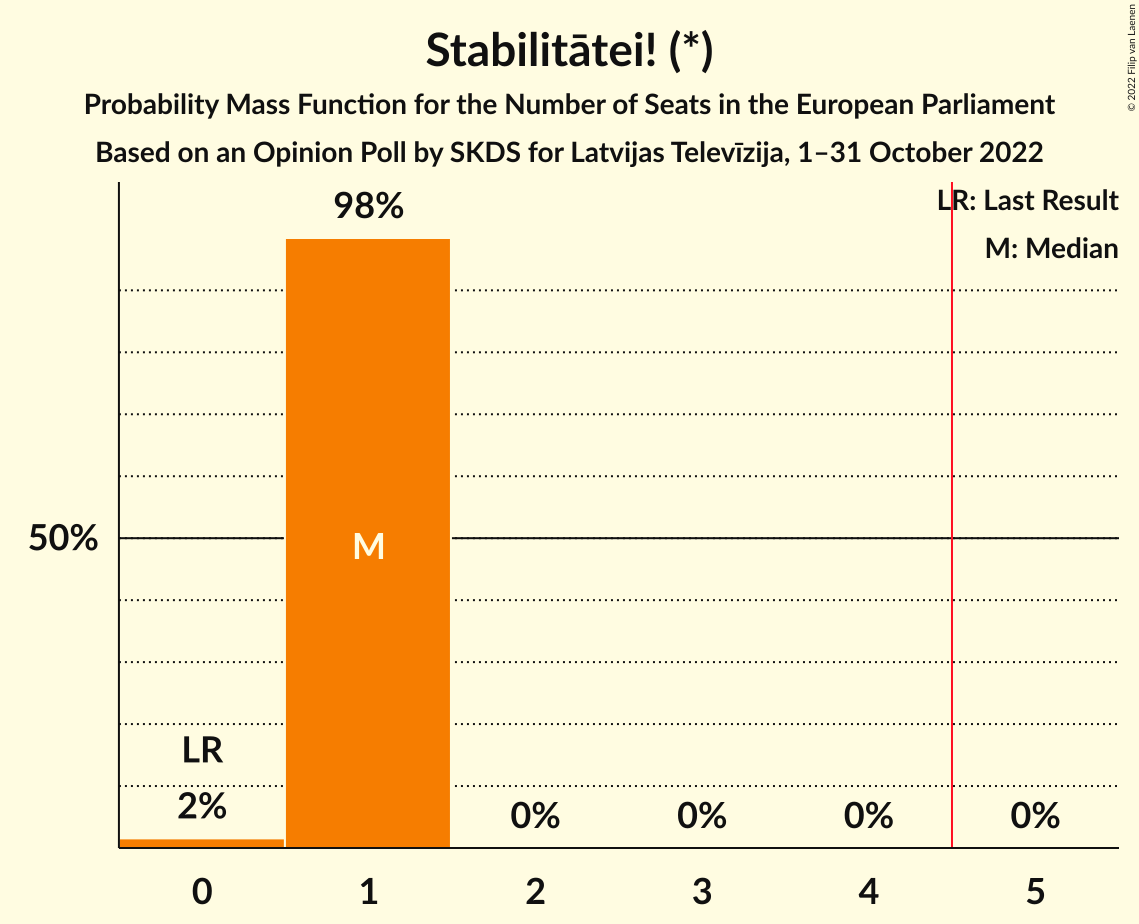 Stabilitātei! (*)
Probability Mass Function for the Number of Seats in the European Parliament
Based on an Opinion Poll by SKDS for Latvijas Televīzija, 1–31 October 2022
© 2022 Filip van Laenen
98%
LR: Last Result
M: Median
50%
M
LR
2%
0%
0%
0%
0%
0
1
2
3
4
5